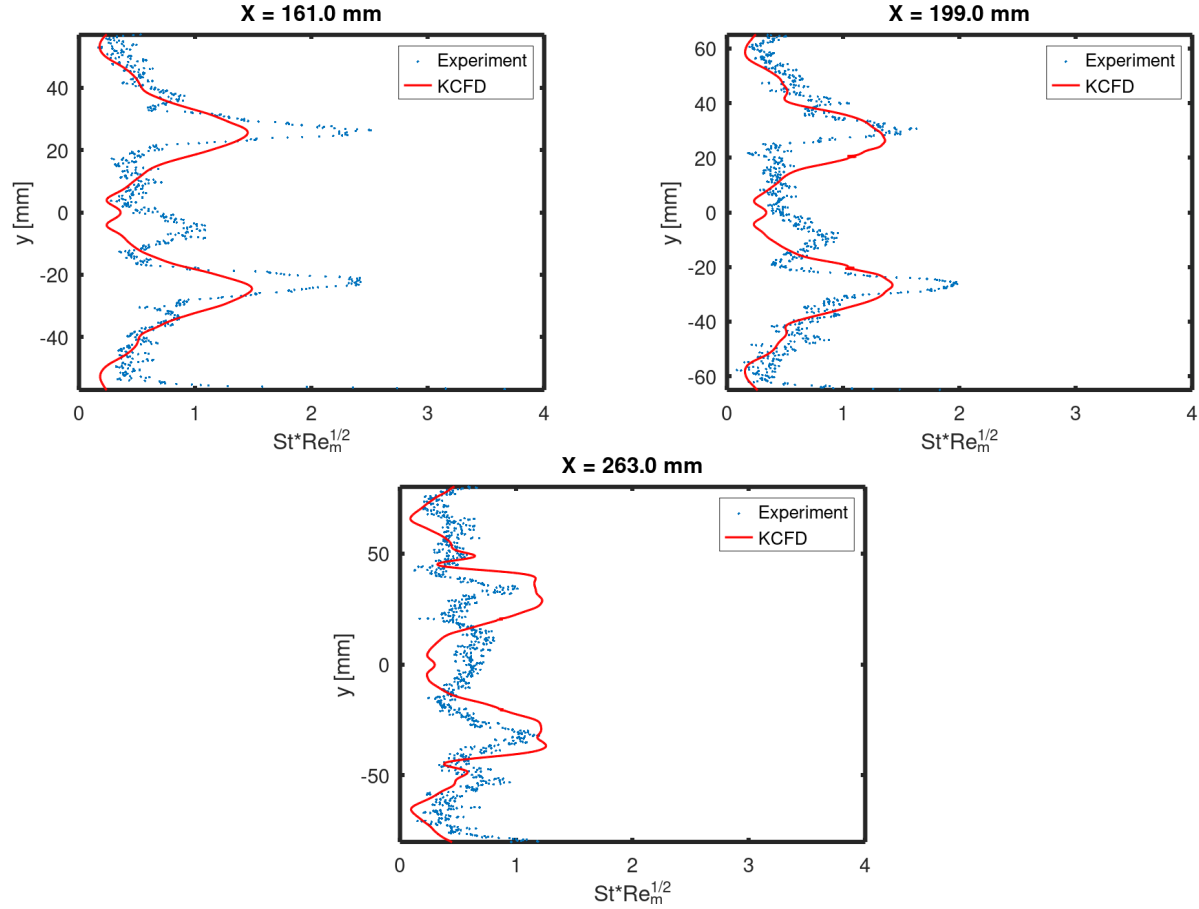 X = 161.0 mm
Experiment
KCFD
40
20
0
-20
-40
y [mm]
0 1 2 3 4
St*Re_m^{1/2}
X = 199.0 mm
Experiment
KCFD
60
40
20
0
-20
-40
-60
y [mm]
0 1 2 3 4
St*Re_m^{1/2}
X = 263.0 mm
Experiment
KCFD
50
0
-50
y [mm]
0 1 2 3 4
St*Re_m^{1/2}